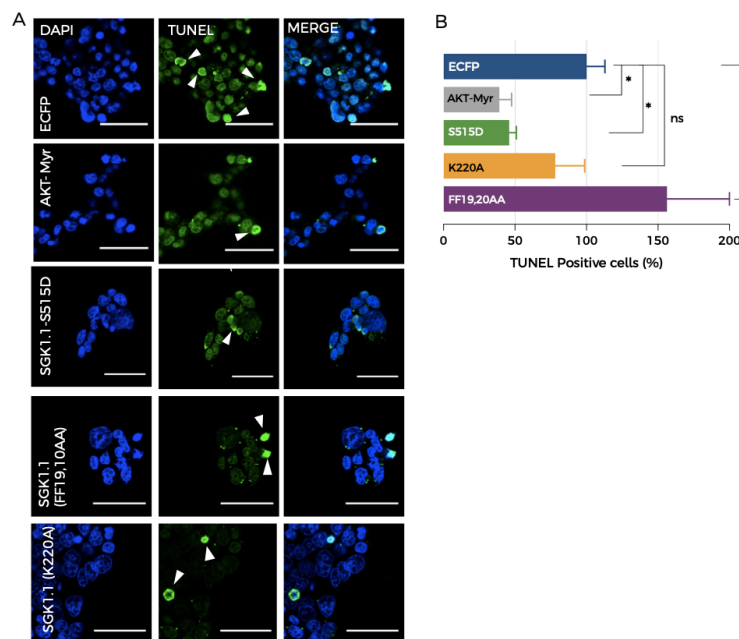 A
DAPI TUNEL MERGE
ECFP
AKT-Myr
SGK1.1-S515D
SGK1.1
(FF19,10AA)
SGK1.1 (K220A)
B
ECFP
AKT-Myr
S515D
K220A
FF19,20AA
*
*
ns
0 50 100 150 200
TUNEL Positive cells (%)